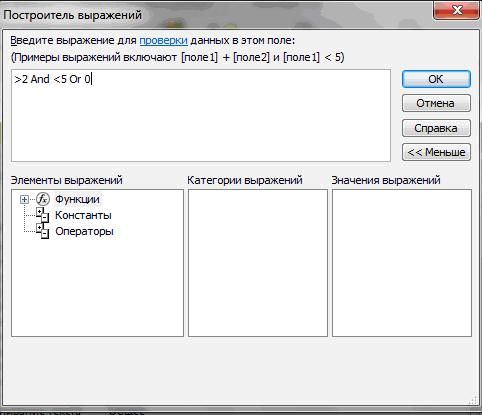 Построитель выражений
Введите выражение для проверки данных в этом поле:
(Примеры выражений включают [поле1] + [поле2] и [поле1] < 5)
>2 And <5 Or 0
ОК
Отмена
Справка
<< Меньше
Элементы выражений
Категории выражений
Значения выражений
Функции
Константы
Операторы